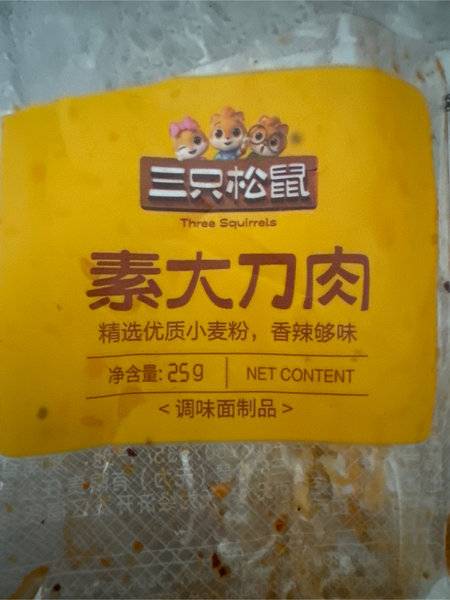 三只松鼠
Three Squirrels
素大刀肉
精选优质小麦粉，香辣够味
净含量: 25g NET CONTENT
<调味面制品>